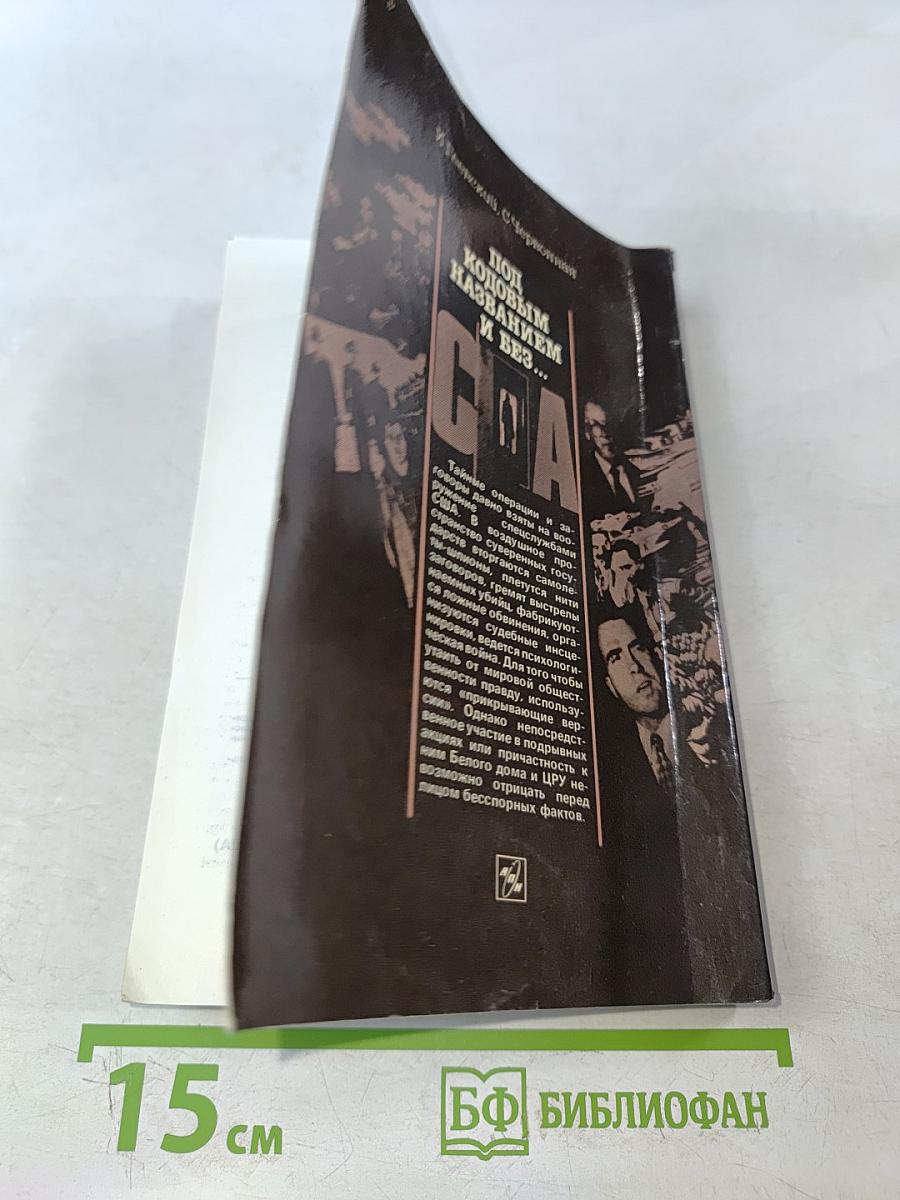 С. Червонная
ПОД
КОДОВЫМ
НАЗВАНИЕМ
И БЕЗ...
США
Тайные операции и за-
говоры давно взяты на воо-
ружение спецслужбами
США. В воздушное про-
странство суверенных госу-
дарств вторгаются самоле-
ты-шпионы, плетутся нити
заговоров, гремят выстрелы
наемных убийц, фабрикуют-
ся ложные обвинения, орга-
низуются судебные инсце-
нировки, ведется психологи-
ческая война. Для того чтобы
утаить от мировой общест-
венности правду, использу-
ются «прикрывающие вер-
сии». Однако непосредст-
венное участие в подрывных
акциях или причастность к
ним Белого дома и ЦРУ не-
возможно отрицать перед
лицом бесспорных фактов.
АПН
15 см
БФ БИБЛИОФАН